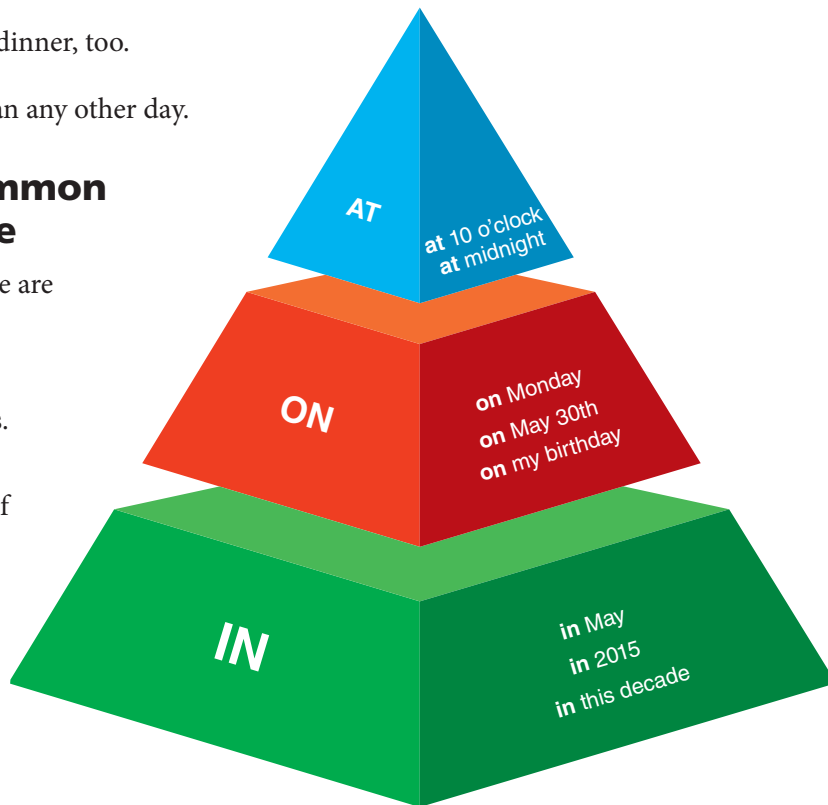 dinner, too.
an any other day.
mmon
e
e are
s.
f
AT
at 10 o’clock
at midnight
ON
on Monday
on May 30th
on my birthday
IN
in May
in 2015
in this decade